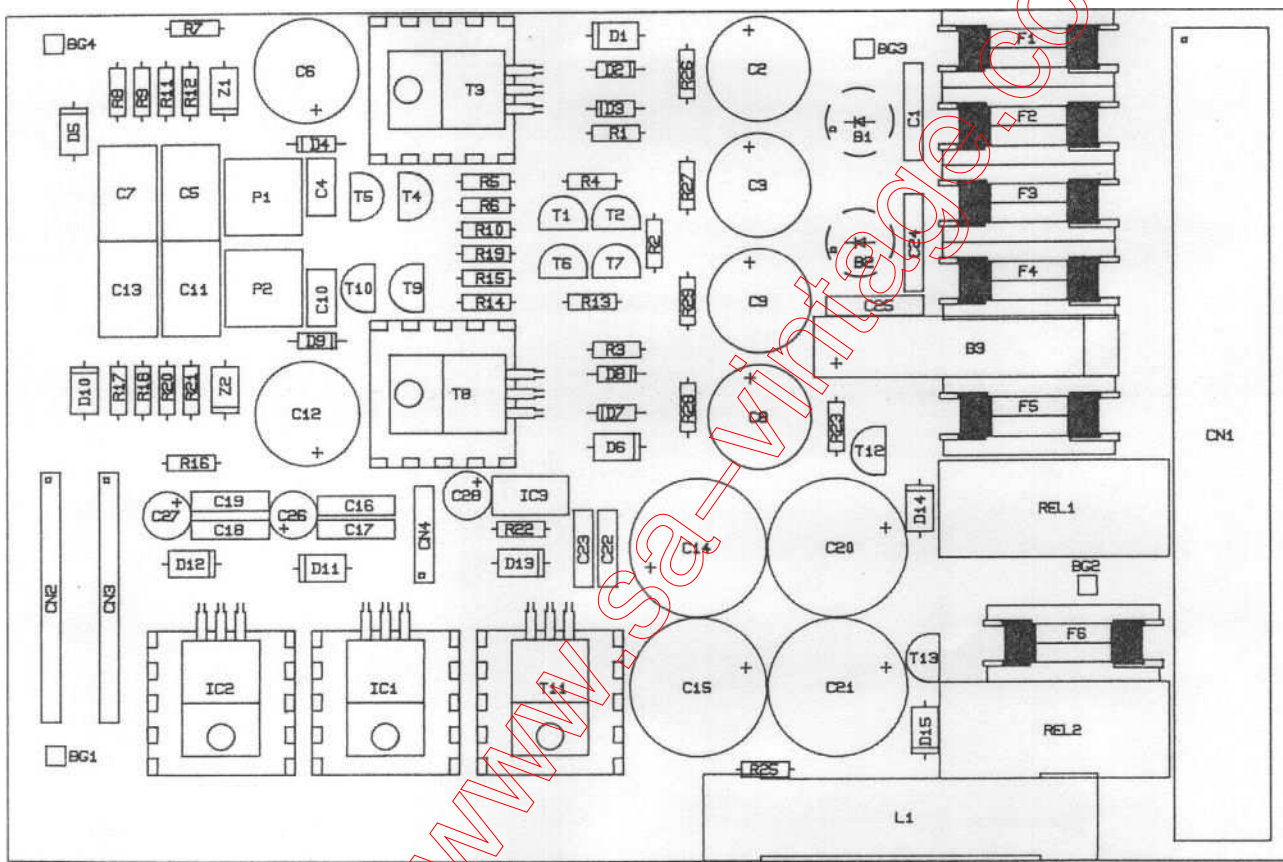 R7
BG4
C6
T3
D1
D2
D3
R1
R26
C2
BG3
C1
B1
F1
F2
R8
R9
R11
R12
Z1
D5
D4
C7
C5
P1
C4
T5
T4
R5
R6
R10
R19
R15
R14
R4
T1
T2
R2
T6
T7
R13
R27
C3
B2
C24
F3
F4
C13
C11
P2
C10
T10
T9
R29
C9
C25
B3
D9
D10
R17
R18
R20
R21
Z2
C12
T8
R3
D8
D7
D6
R28
C8
R23
T12
F5
CN1
R16
C27
C19
C18
C26
C16
C17
CN4
C28
IC3
R22
C23
C22
C14
C20
D14
REL1
D12
D11
D13
BG2
CN2
CN3
IC2
IC1
T11
C15
C21
T13
F6
D15
REL2
BG1
R25
L1
www.sa-vintage.co